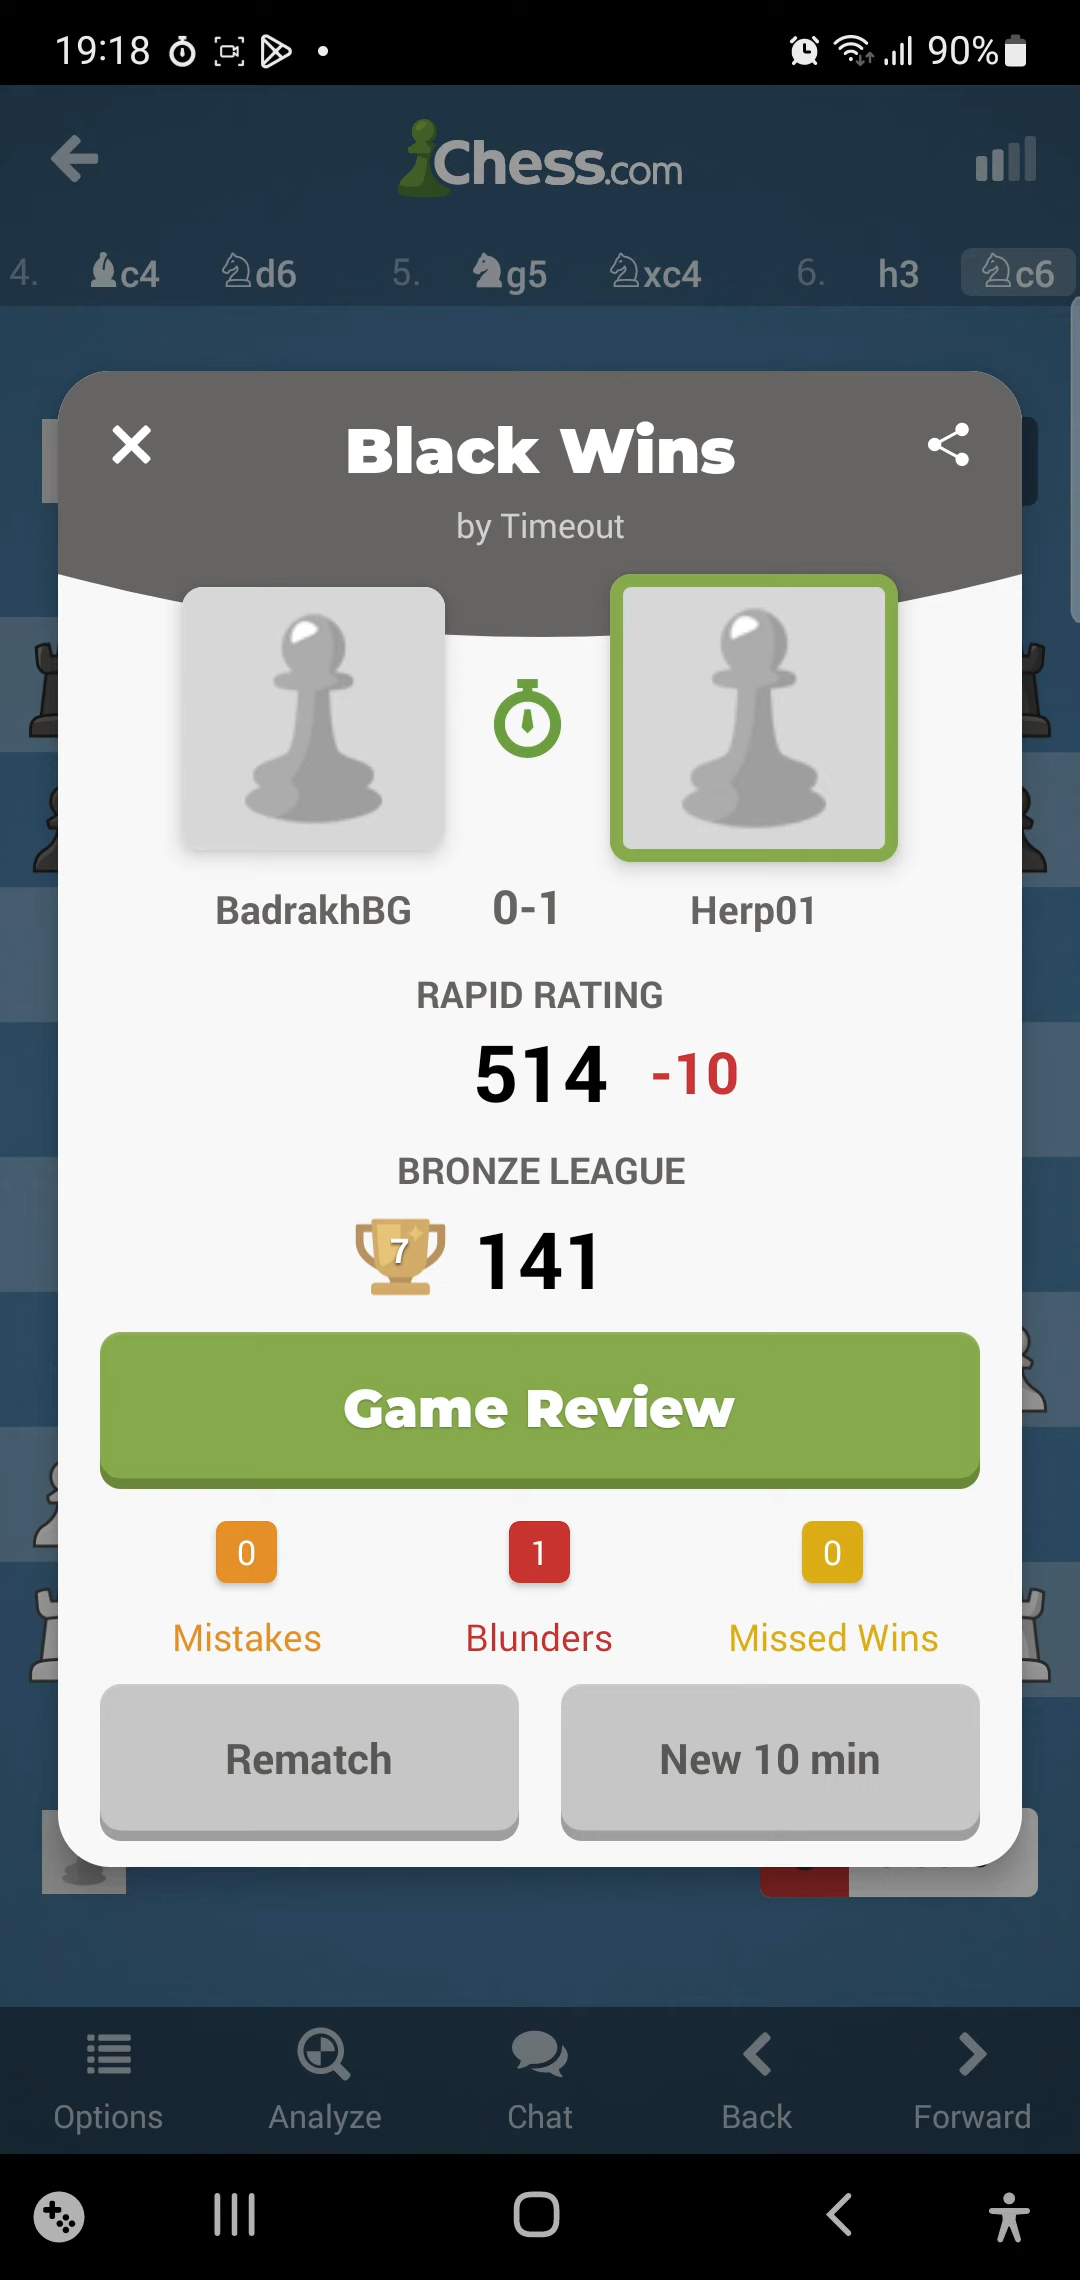 19:18 90%
Chess.com
4. c4 d6 5. g5 xc4 6. h3 c6
Black Wins
by Timeout
BadrakhBG 0-1 Herp01
RAPID RATING
514 -10
BRONZE LEAGUE
7 141
Game Review
0 1 0
Mistakes Blunders Missed Wins
Rematch New 10 min
Options Analyze Chat Back Forward